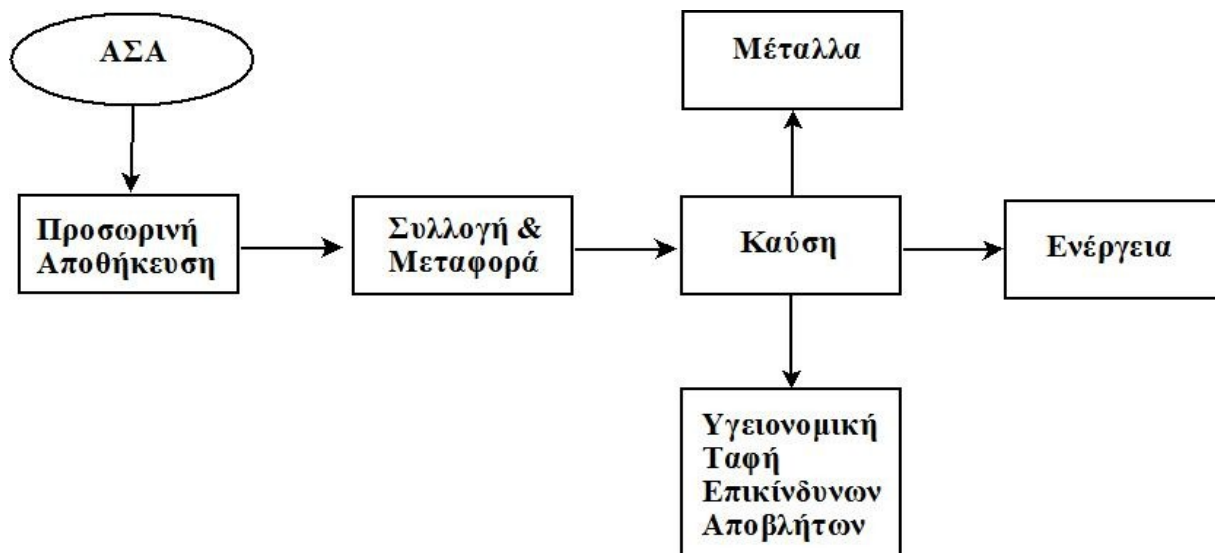 ΑΣΑ
Μέταλλα
Προσωρινή
Αποθήκευση
Συλλογή &
Μεταφορά
Καύση
Ενέργεια
Υγειονομική
Ταφή
Επικίνδυνων
Αποβλήτων